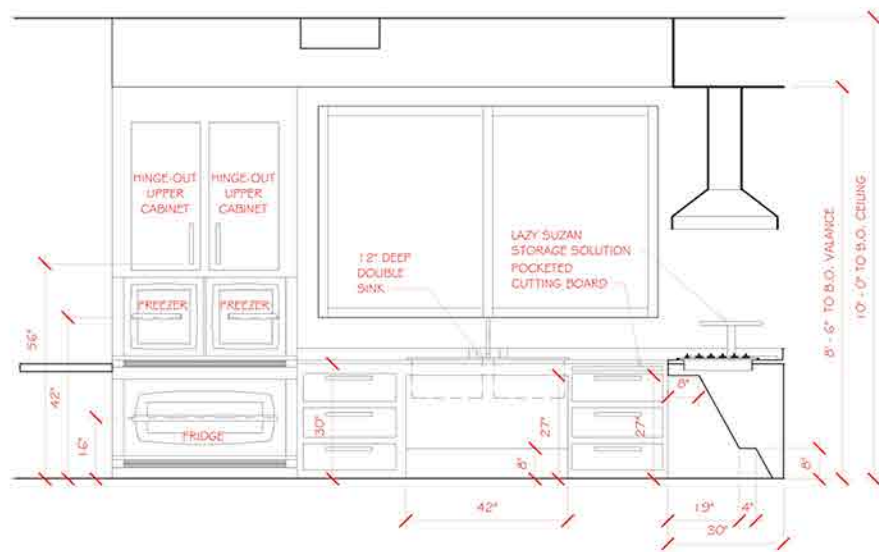 HINGE-OUT
UPPER
CABINET
HINGE-OUT
UPPER
CABINET
12" DEEP
DOUBLE
SINK
LAZY SUZAN
STORAGE SOLUTION
POCKETED
CUTTING BOARD
8' - 6" TO B.O. VALANCE
10' - 0" TO B.O. CEILING
FREEZER
FREEZER
56"
42"
16"
FRIDGE
30"
27"
8"
27"
8"
8"
42"
19"
4"
30"